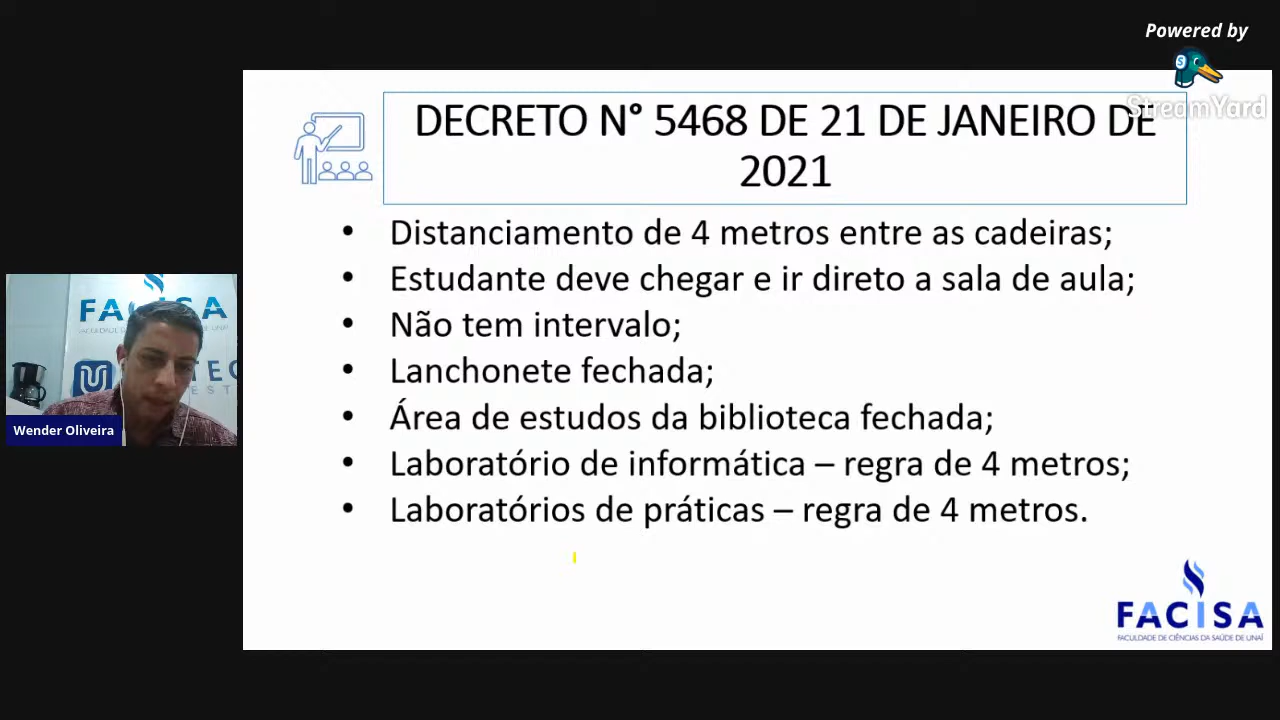 Powered by
StreamYard
DECRETO N° 5468 DE 21 DE JANEIRO DE
2021
• Distanciamento de 4 metros entre as cadeiras;
• Estudante deve chegar e ir direto a sala de aula;
• Não tem intervalo;
• Lanchonete fechada;
• Área de estudos da biblioteca fechada;
• Laboratório de informática – regra de 4 metros;
• Laboratórios de práticas – regra de 4 metros.
Wender Oliveira
FACISA
FACULDADE DE CIÊNCIAS DA SAÚDE DE UNAÍ